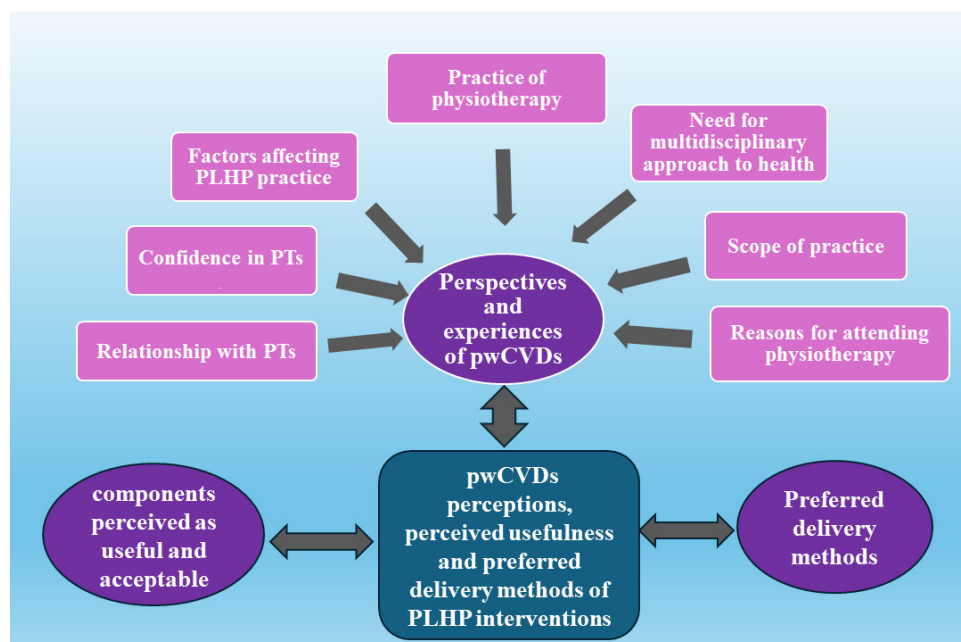 Practice of
physiotherapy
Need for
multidisciplinary
approach to health
Factors affecting
PLHP practice
Scope of practice
Confidence in PTs
Perspectives
and
experiences
of pwCVDs
Reasons for attending
physiotherapy
Relationship with PTs
components
perceived as
useful and
acceptable
pwCVDs
perceptions,
perceived usefulness
and preferred
delivery methods of
PLHP interventions
Preferred
delivery
methods